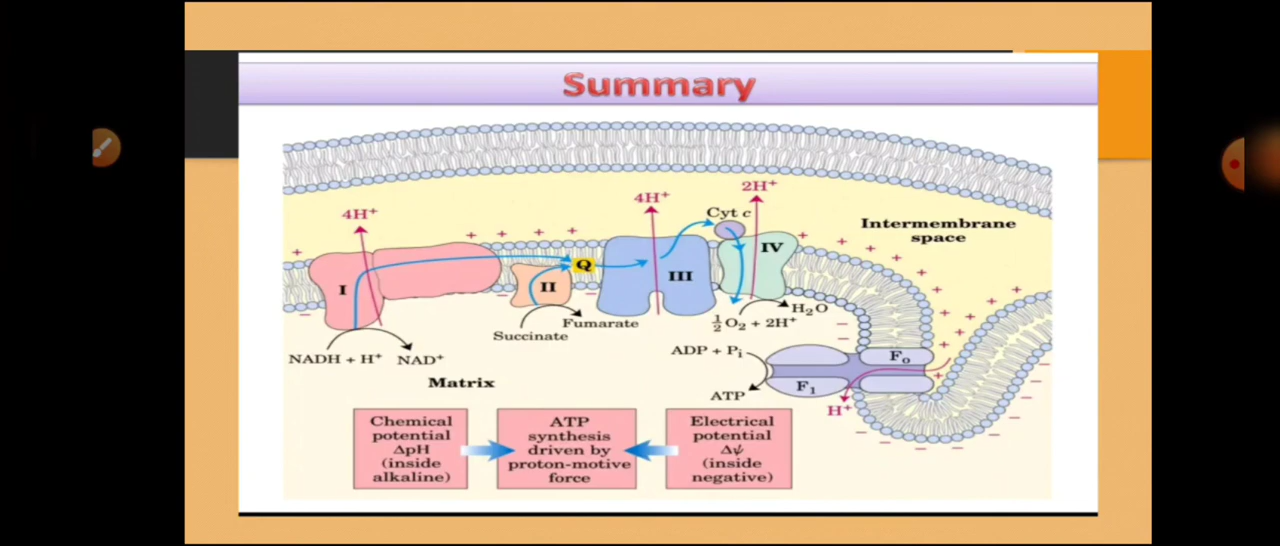 Summary
4H⁺
4H⁺
2H⁺
Cyt c
Intermembrane
space
I
II
Q
III
IV
NADH + H⁺
NAD⁺
Succinate
Fumarate
½O₂ + 2H⁺
H₂O
ADP + Pᵢ
ATP
F₁
Fₒ
H⁺
Matrix
Chemical
potential
ΔpH
(inside
alkaline)
ATP
synthesis
driven by
proton-motive
force
Electrical
potential
Δψ
(inside
negative)